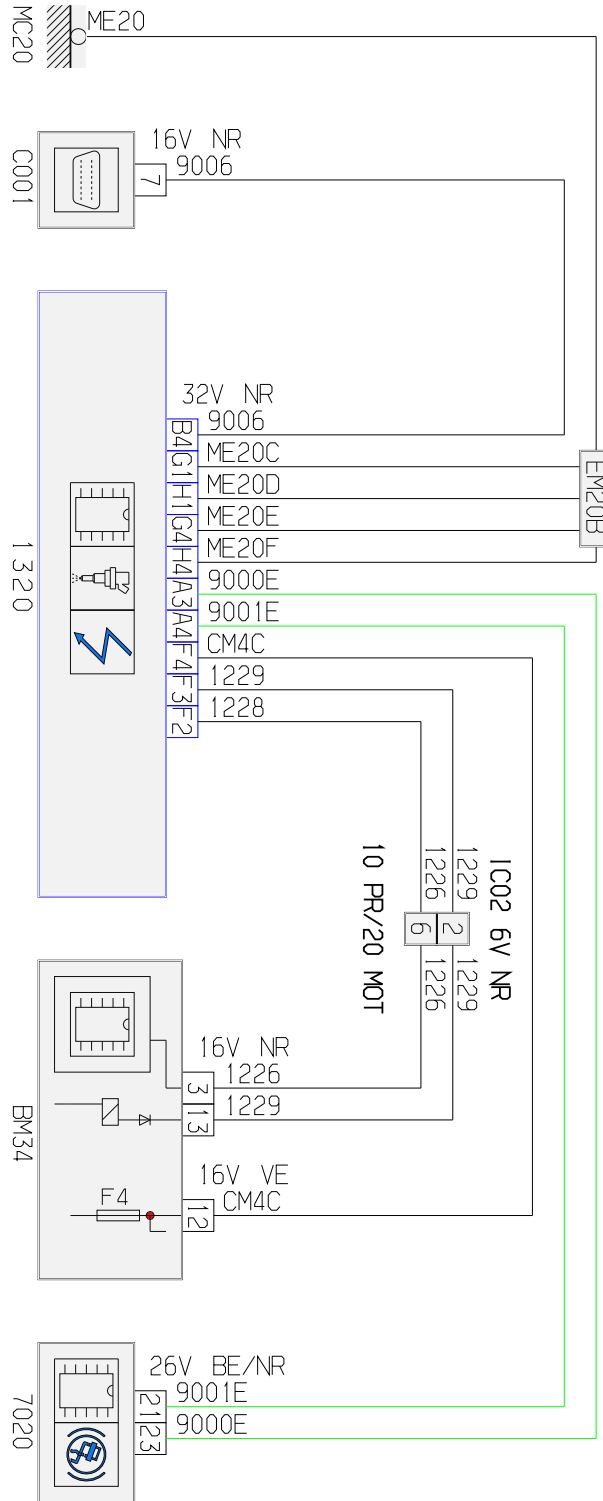 ME20
MC20
16V NR
9006
7
C001
32V NR
B4 9006
G1 ME20C
H1 ME20D
G4 ME20E
H4 ME20F
A3 9000E
A4 9001E
F4 CM4C
F3 1229
F2 1228
EM20B
1320
1229 1229
1226 1226
2
6
IC02 6V NR
10 PR/20 MOT
16V NR
3 1226
13 1229
16V VE
F4 12 CM4C
BM34
26V BE/NR
21 9001E
23 9000E
7020